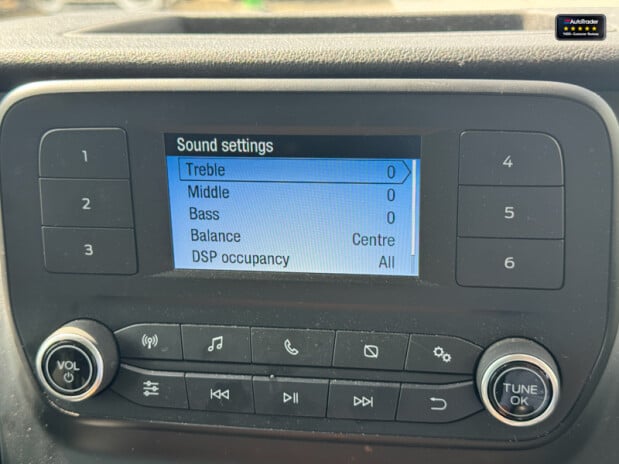 AutoTrader
Sound settings
Treble 0
Middle 0
Bass 0
Balance Centre
DSP occupancy All
1
2
3
4
5
6
VOL
TUNE
OK